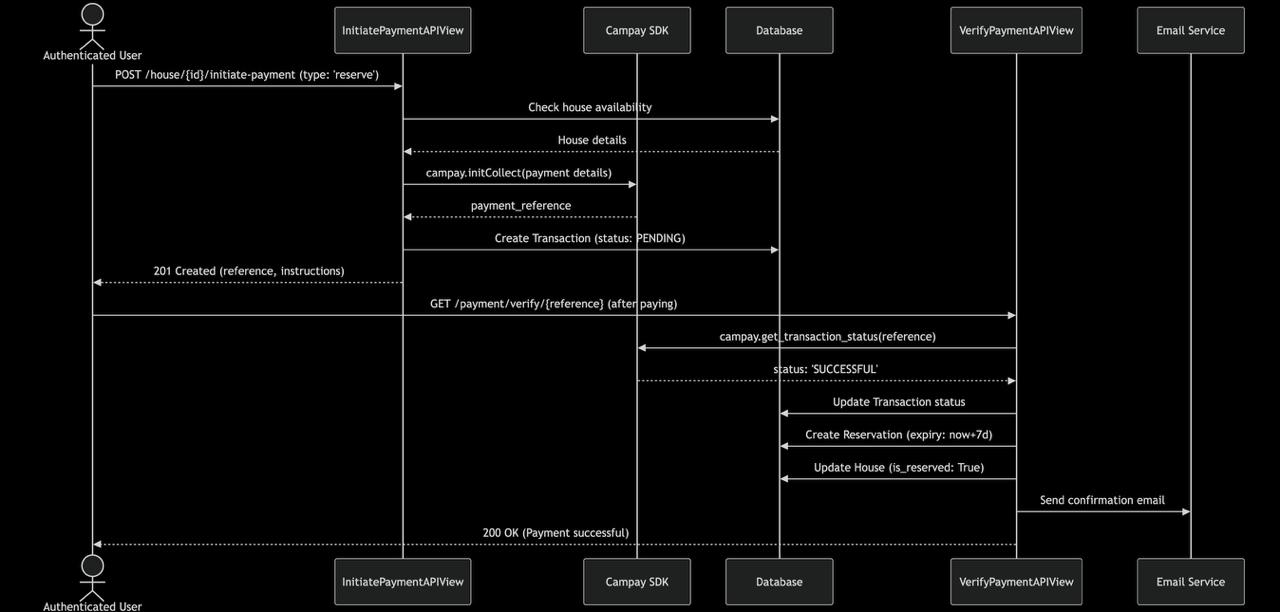 Authenticated User
InitiatePaymentAPIView
Campay SDK
Database
VerifyPaymentAPIView
Email Service
POST /house/{id}/initiate-payment (type: 'reserve')
Check house availability
House details
campay.initCollect(payment details)
payment_reference
Create Transaction (status: PENDING)
201 Created (reference, instructions)
GET /payment/verify/{reference} (after paying)
campay.get_transaction_status(reference)
status: 'SUCCESSFUL'
Update Transaction status
Create Reservation (expiry: now+7d)
Update House (is_reserved: True)
Send confirmation email
200 OK (Payment successful)
Authenticated User
InitiatePaymentAPIView
Campay SDK
Database
VerifyPaymentAPIView
Email Service